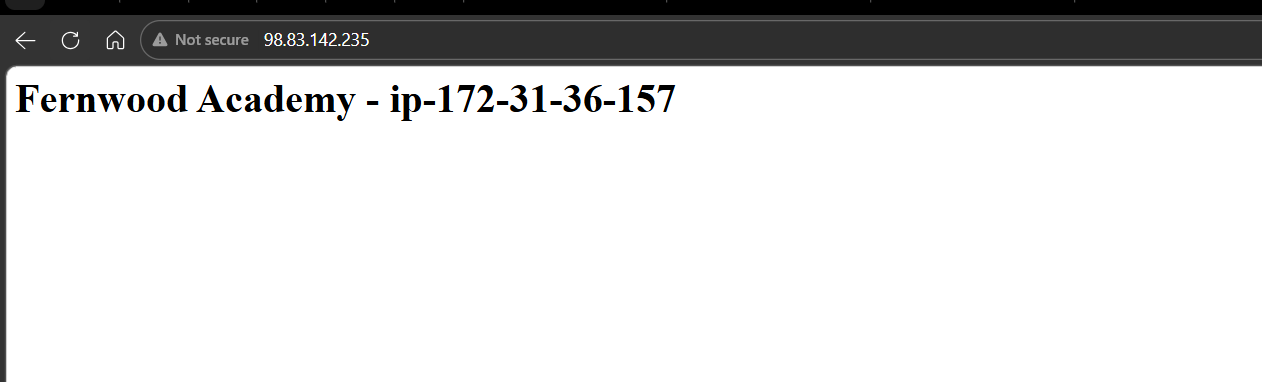 Not secure 98.83.142.235
Fernwood Academy - ip-172-31-36-157